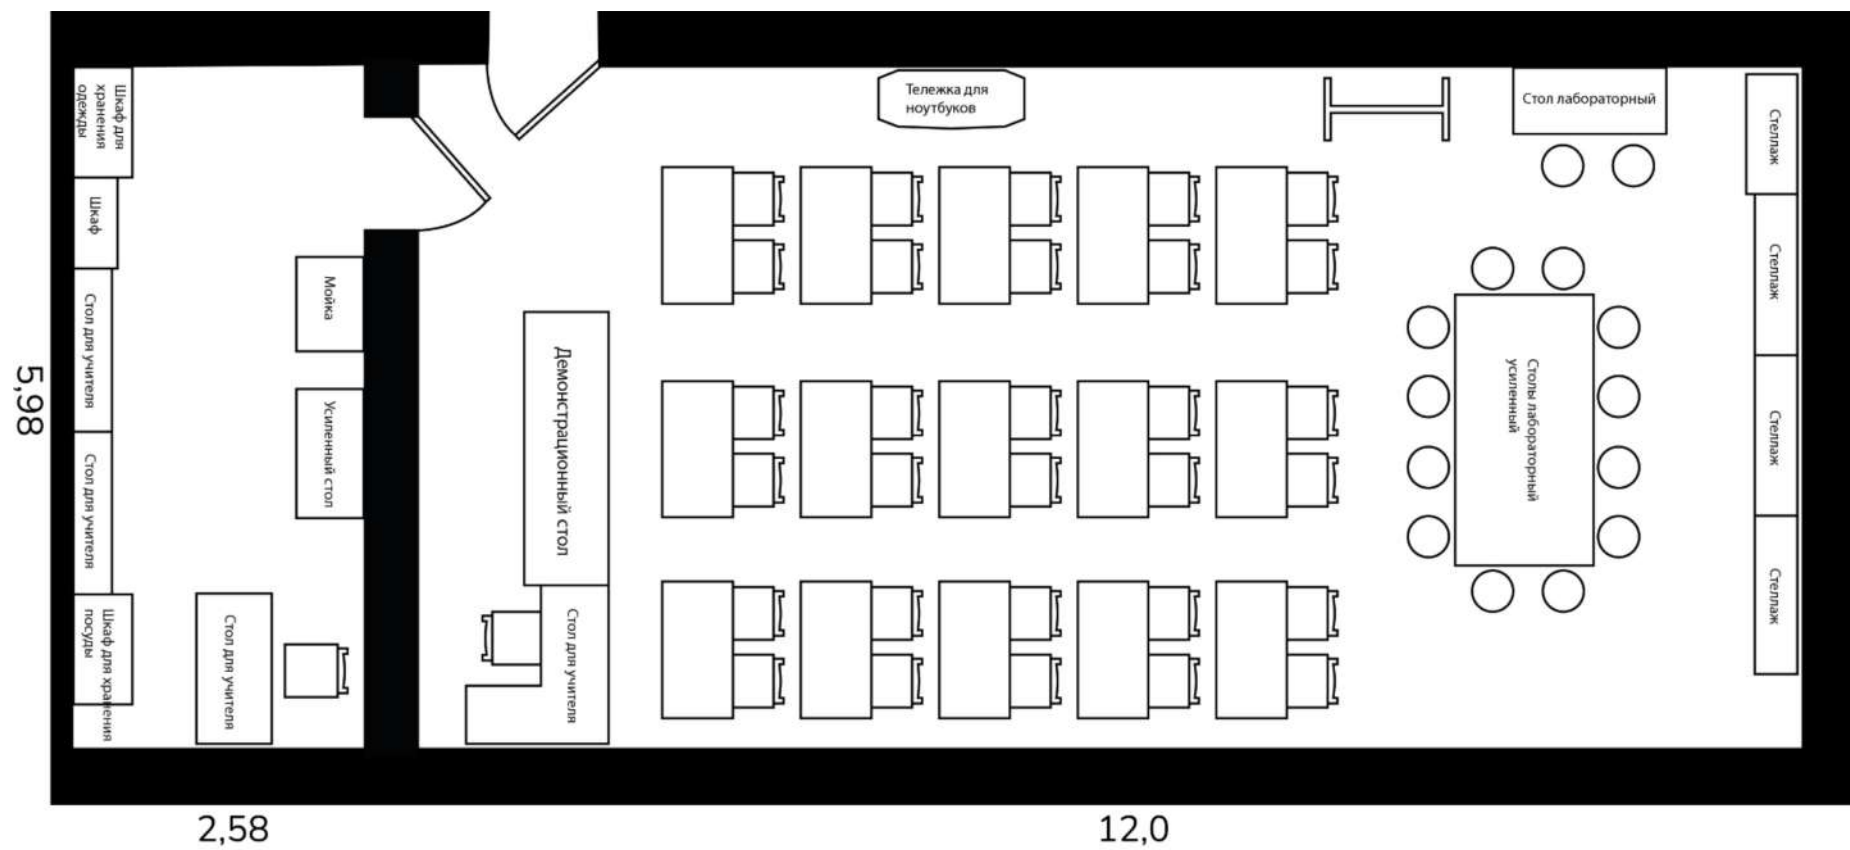 Шкаф для
хранения
одежды
Шкаф
Стол для учителя
Стол для учителя
Шкаф для хранения
посуды
Мойка
Усиленный стол
Стол для учителя
5,98
2,58
Демонстрационный стол
Стол для учителя
Тележка для
ноутбуков
Стол лабораторный
Столы лабораторный
усиленный
Стеллаж
Стеллаж
Стеллаж
Стеллаж
12,0